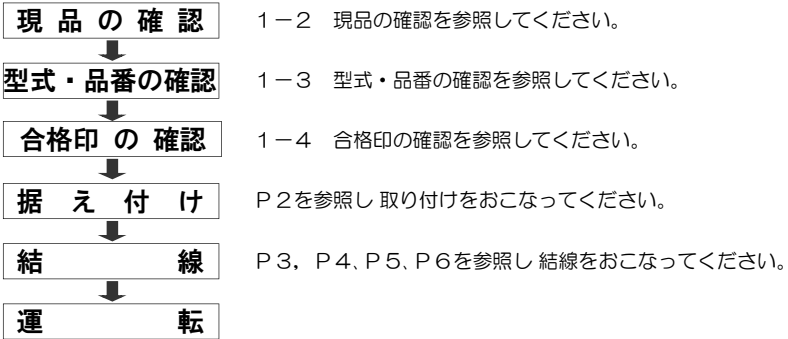 現品の確認 1－2 現品の確認を参照してください。
型式・品番の確認 1－3 型式・品番の確認を参照してください。
合格印の確認 1－4 合格印の確認を参照してください。
据え付け P2を参照し 取り付けをおこなってください。
結線 P3，P4、P5、P6を参照し 結線をおこなってください。
運転